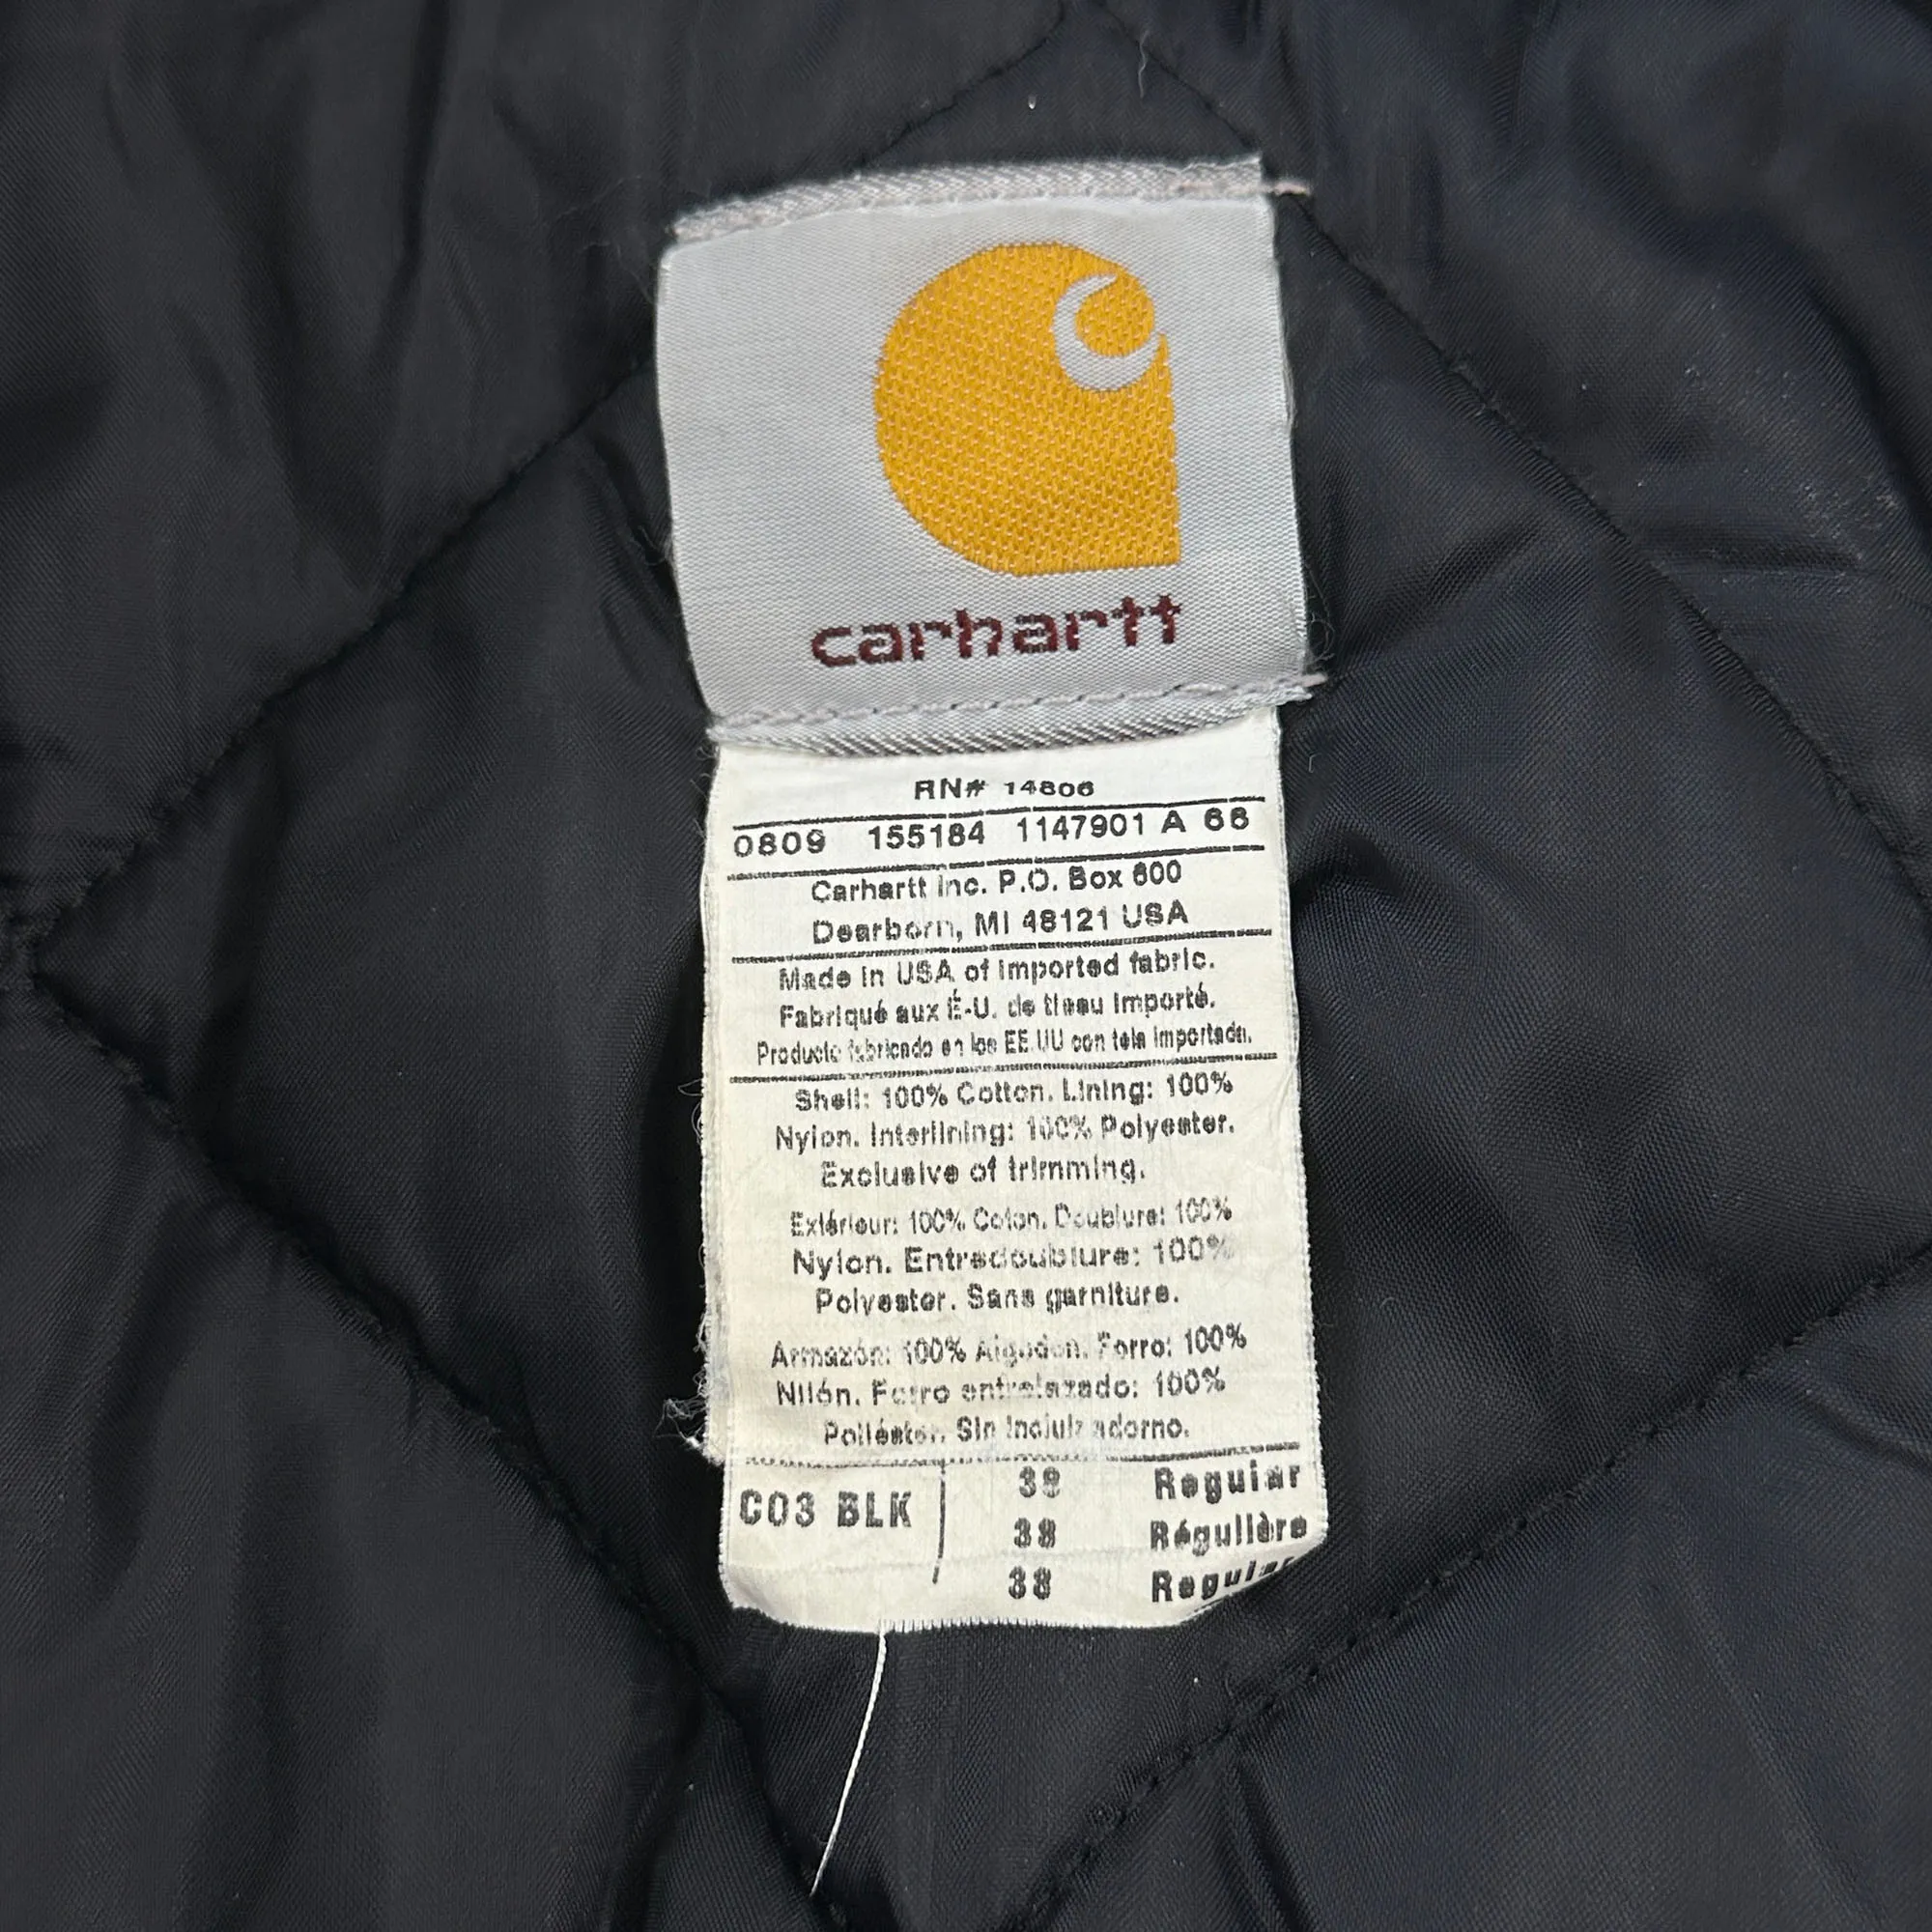 carhartt
RN# 14806
0809 155184 1147901 A 66
Carhartt Inc. P.O. Box 600
Dearborn, MI 48121 USA
Made in USA of imported fabric.
Fabriqué aux É-U. de tissu importé.
Producto fabricado en los EE.UU con tela importada.
Shell: 100% Cotton. Lining: 100%
Nylon. Interlining: 100% Polyester.
Exclusive of trimming.
Extérieur: 100% Coton. Doublure: 100%
Nylon. Entredoublure: 100%
Polyester. Sans garniture.
Armazón: 100% Algodon. Forro: 100%
Nilón. Forro entrelazado: 100%
Poliéster. Sin incluir adorno.
C03 BLK 38 Regular
38 Régulière
38 Regular